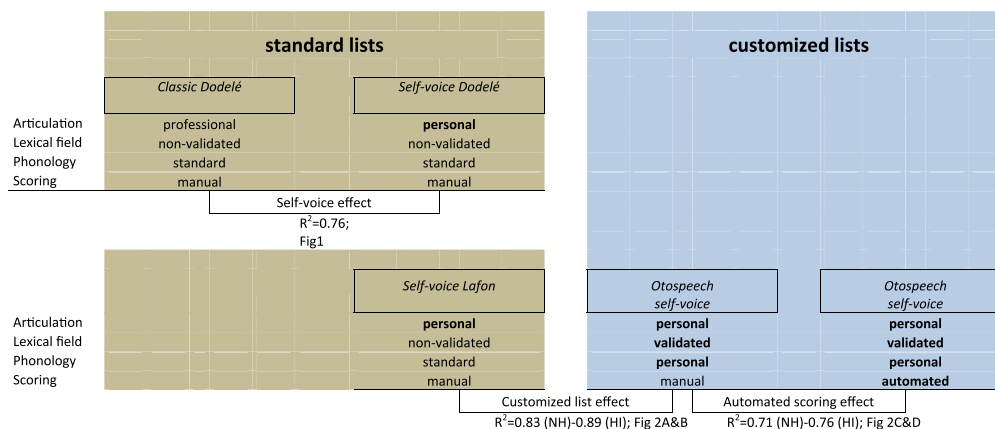 standard lists customized lists
Classic Dodelé Self-voice Dodelé
Articulation professional personal
Lexical field non-validated non-validated
Phonology standard standard
Scoring manual manual
Self-voice effect
R²=0.76;
Fig1
Self-voice Lafon Otospeech Otospeech
self-voice self-voice
Articulation personal personal personal
Lexical field non-validated validated validated
Phonology standard personal personal
Scoring manual manual automated
Customized list effect Automated scoring effect
R²=0.83 (NH)-0.89 (HI); Fig 2A&B R²=0.71 (NH)-0.76 (HI); Fig 2C&D